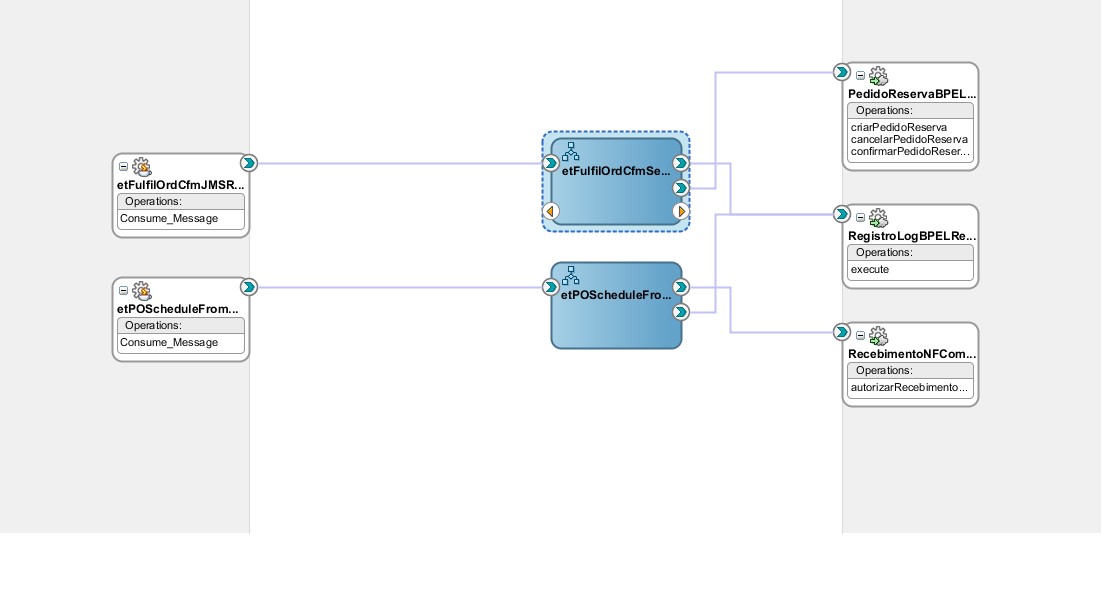 etFulfilOrdCfmJMSR...
Operations:
Consume_Message
etPOScheduleFrom...
Operations:
Consume_Message
etFulfilOrdCfmSe...
etPOScheduleFro...
PedidoReservaBPEL...
Operations:
criarPedidoReserva
cancelarPedidoReserva
confirmarPedidoReser...
RegistroLogBPELRe...
Operations:
execute
RecebimentoNFCom...
Operations:
autorizarRecebimento...